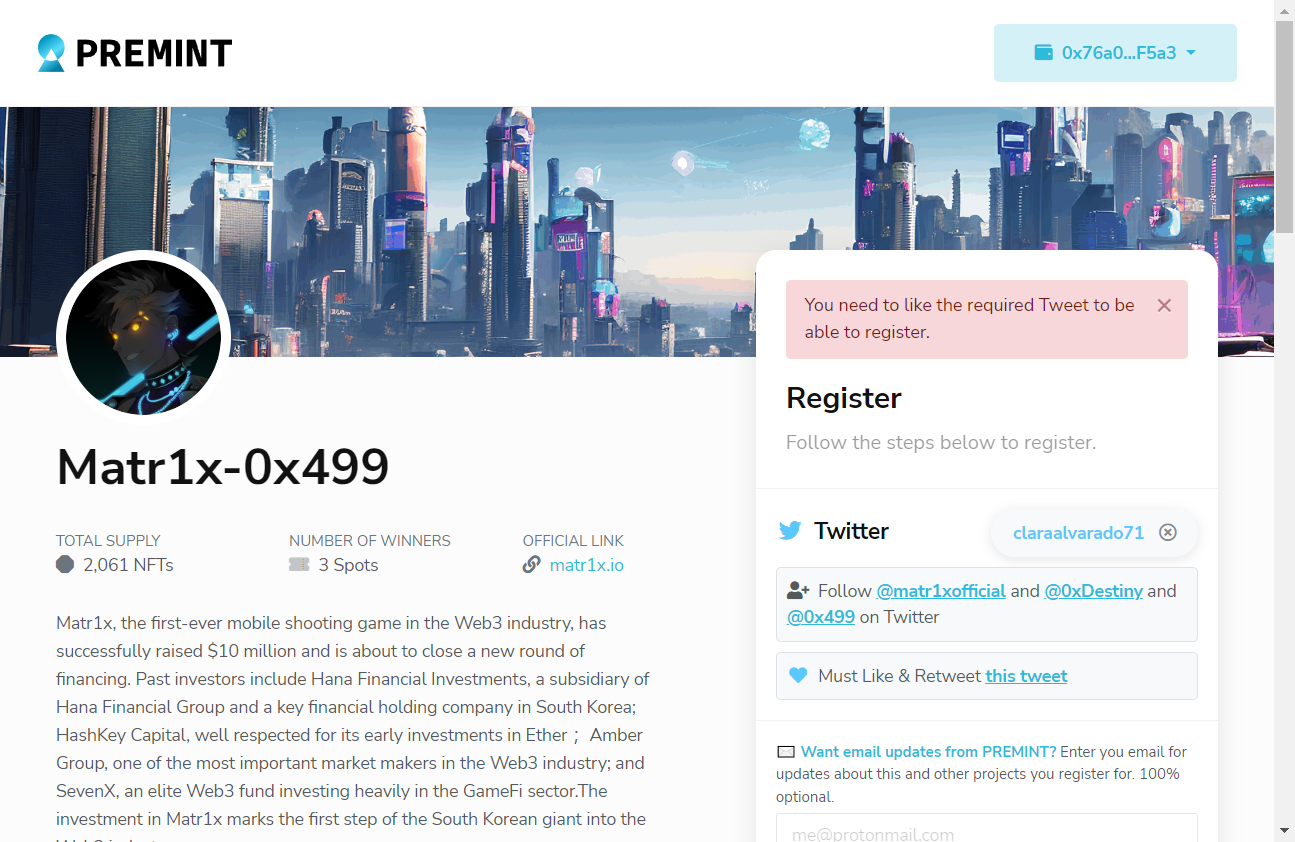 PREMINT
0x76a0...F5a3
You need to like the required Tweet to be
able to register.
Register
Follow the steps below to register.
Matr1x-0x499
TOTAL SUPPLY
2,061 NFTs
NUMBER OF WINNERS
3 Spots
OFFICIAL LINK
matr1x.io
Matr1x, the first-ever mobile shooting game in the Web3 industry, has
successfully raised $10 million and is about to close a new round of
financing. Past investors include Hana Financial Investments, a subsidiary of
Hana Financial Group and a key financial holding company in South Korea;
HashKey Capital, well respected for its early investments in Ether； Amber
Group, one of the most important market makers in the Web3 industry; and
SevenX, an elite Web3 fund investing heavily in the GameFi sector.The
investment in Matr1x marks the first step of the South Korean giant into the
Twitter
claraalvarado71
Follow @matr1xofficial and @0xDestiny and
@0x499 on Twitter
Must Like & Retweet this tweet
Want email updates from PREMINT? Enter you email for
updates about this and other projects you register for. 100%
optional.
me@protonmail.com